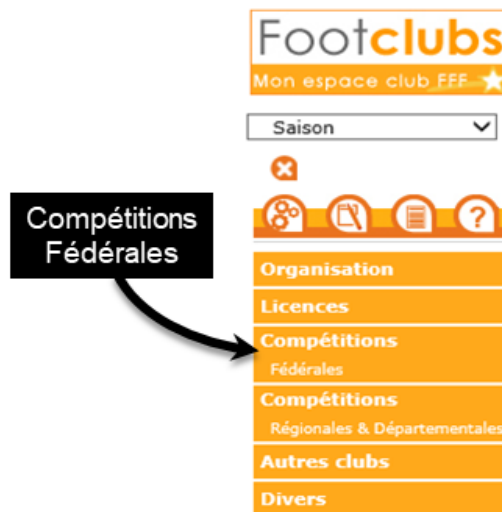 Footclubs
Mon espace club FFF
Saison
Compétitions
Fédérales
Organisation
Licences
Compétitions
Fédérales
Compétitions
Régionales & Départementales
Autres clubs
Divers